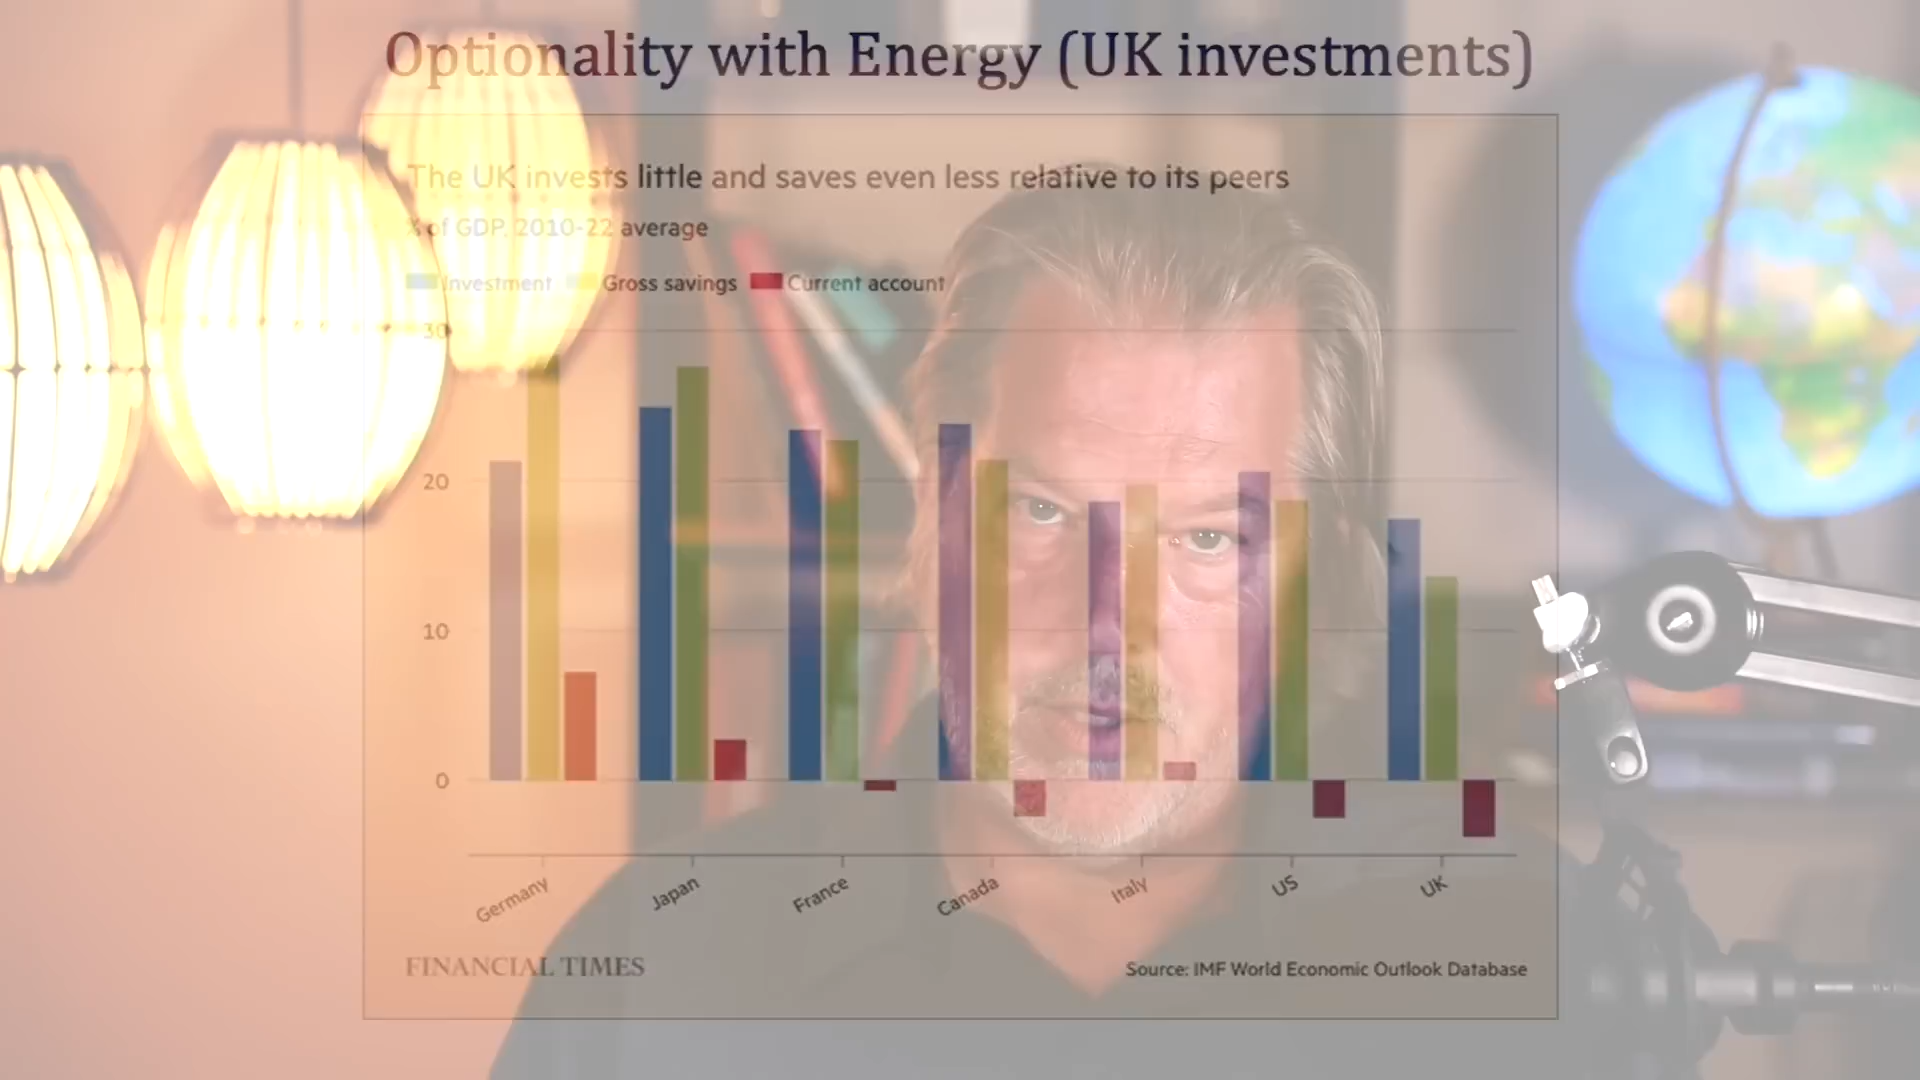 Optionality with Energy (UK investments)
The UK invests little and saves even less relative to its peers
% of GDP, 2010-22 average
Investment Gross savings Current account
30
20
10
0
Germany Japan France Canada Italy US UK
FINANCIAL TIMES
Source: IMF World Economic Outlook Database